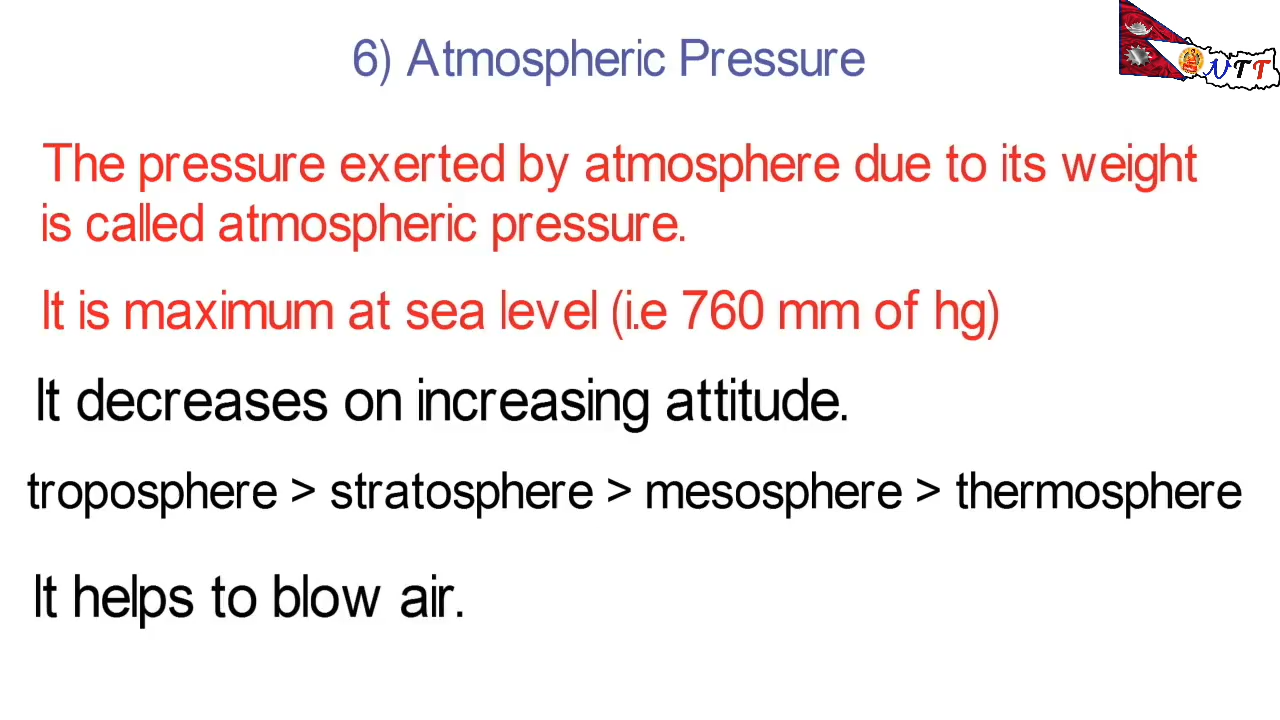 6) Atmospheric Pressure
NTT
The pressure exerted by atmosphere due to its weight
is called atmospheric pressure.
It is maximum at sea level (i.e 760 mm of hg)
It decreases on increasing attitude.
troposphere > stratosphere > mesosphere > thermosphere
It helps to blow air.